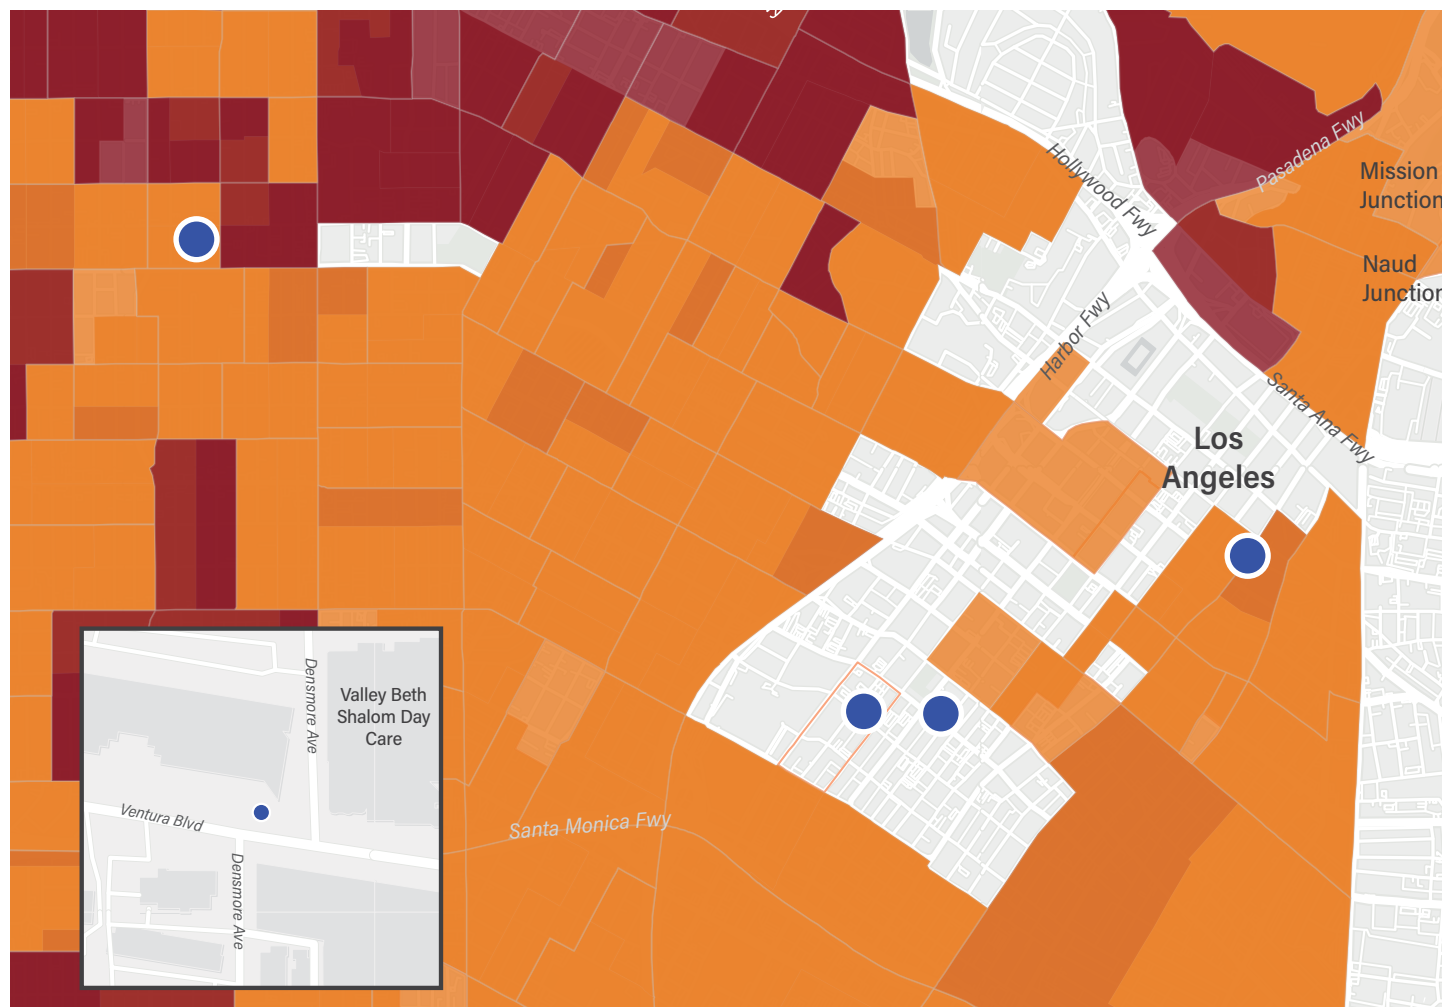 Hollywood Fwy
Pasadena Fwy
Mission
Junction
Naud
Harbor Fwy
Santa Ana Fwy
Los
Angeles
Santa Monica Fwy
Densmore Ave
Valley Beth
Shalom Day
Care
Ventura Blvd
Densmore Ave